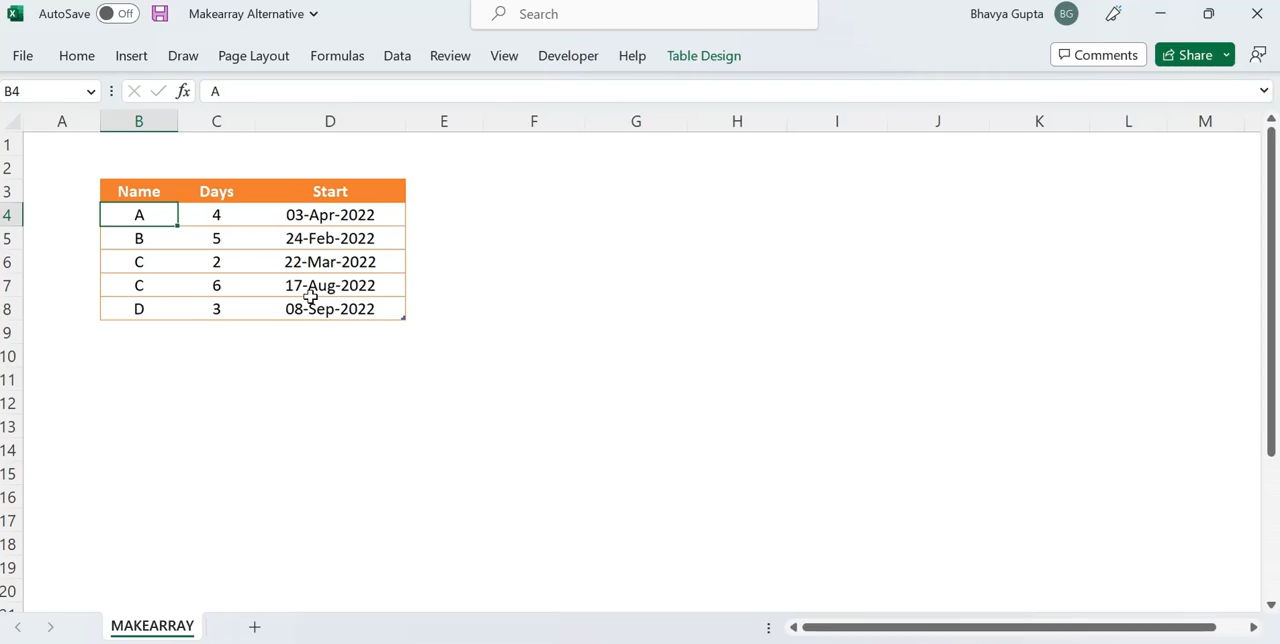 AutoSave Off Makearray Alternative Search Bhavya Gupta BG
File Home Insert Draw Page Layout Formulas Data Review View Developer Help Table Design Comments Share
B4 fx A
A B C D E F G H I J K L M
1
2
3 Name Days Start
4 A 4 03-Apr-2022
5 B 5 24-Feb-2022
6 C 2 22-Mar-2022
7 C 6 17-Aug-2022
8 D 3 08-Sep-2022
9
10
11
12
13
14
15
16
17
18
19
20
MAKEARRAY